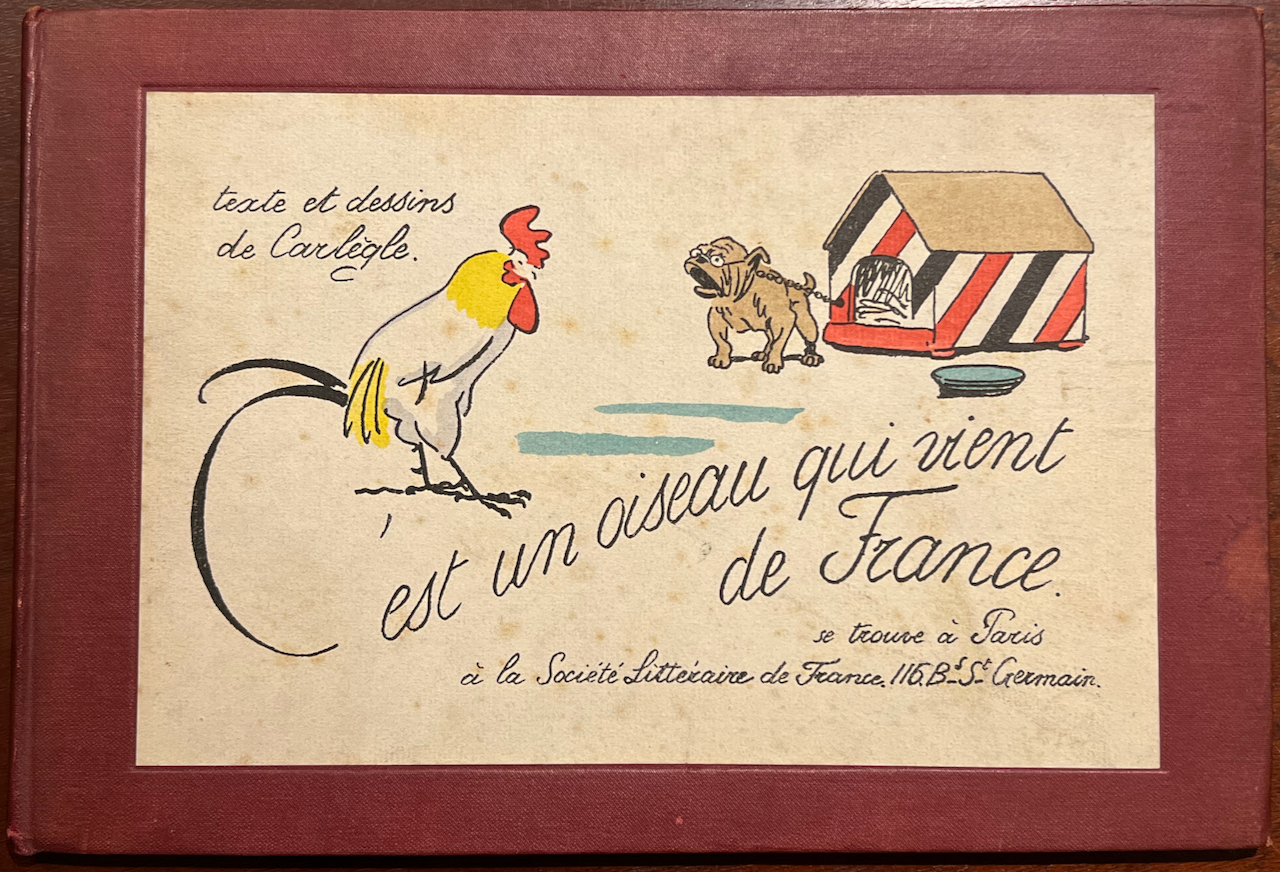 texte et dessins
de Carlègle.
C'est un oiseau qui vient
de France.
se trouve à Paris
à la Société Littéraire de France. 116. Bd St Germain.